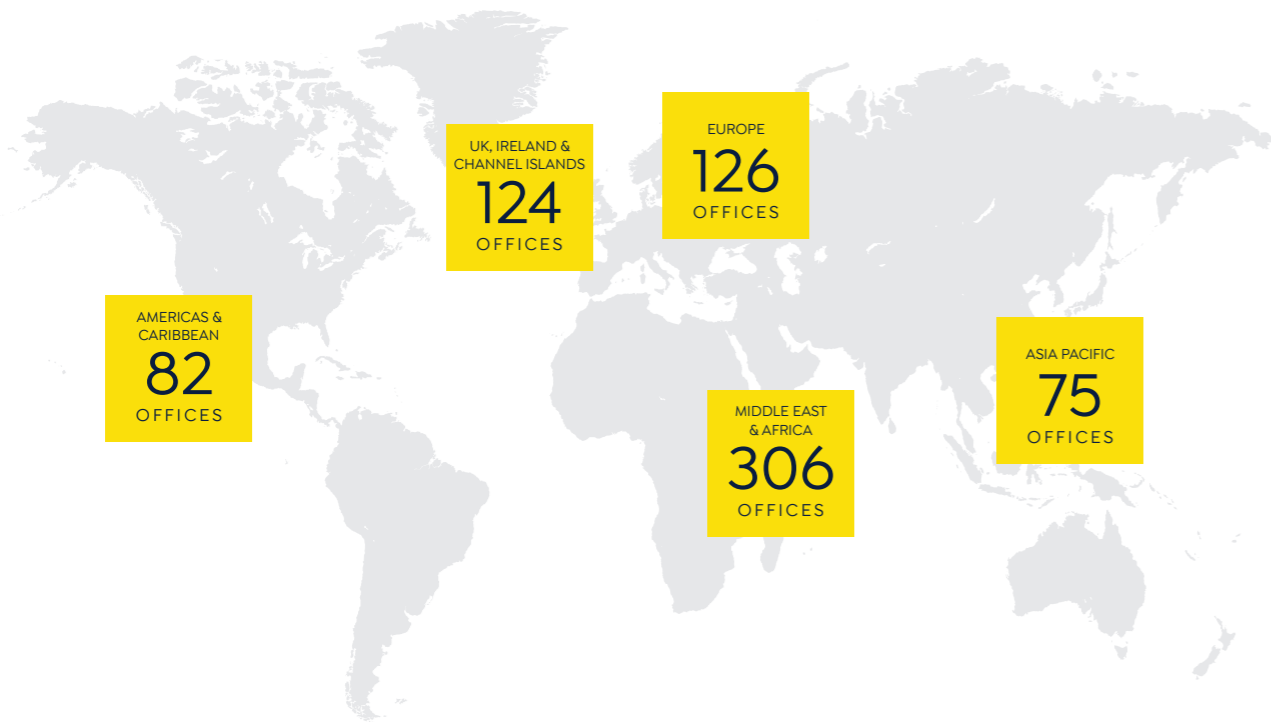 UK, IRELAND &
CHANNEL ISLANDS
124
OFFICES
EUROPE
126
OFFICES
AMERICAS &
CARIBBEAN
82
OFFICES
MIDDLE EAST
& AFRICA
306
OFFICES
ASIA PACIFIC
75
OFFICES